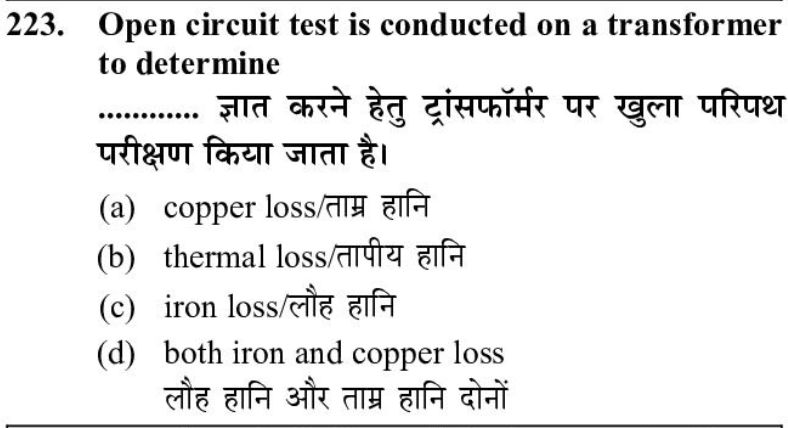 223. Open circuit test is conducted on a transformer
to determine
............ ज्ञात करने हेतु ट्रांसफॉर्मर पर खुला परिपथ
परीक्षण किया जाता है।
(a) copper loss/ताम्र हानि
(b) thermal loss/तापीय हानि
(c) iron loss/लौह हानि
(d) both iron and copper loss
लौह हानि और ताम्र हानि दोनों